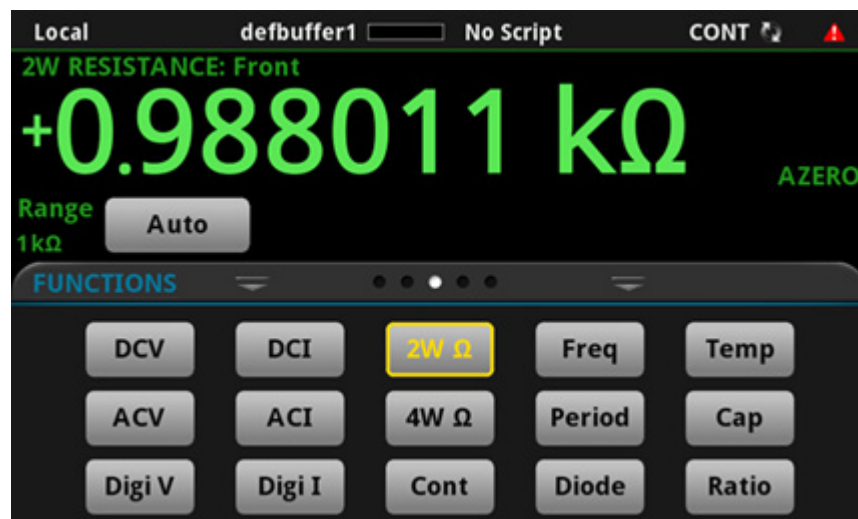 Local defbuffer1 No Script CONT
2W RESISTANCE: Front
+0.988011 kΩ
AZERO
Range Auto
1kΩ
FUNCTIONS
DCV DCI 2W Ω Freq Temp
ACV ACI 4W Ω Period Cap
Digi V Digi I Cont Diode Ratio